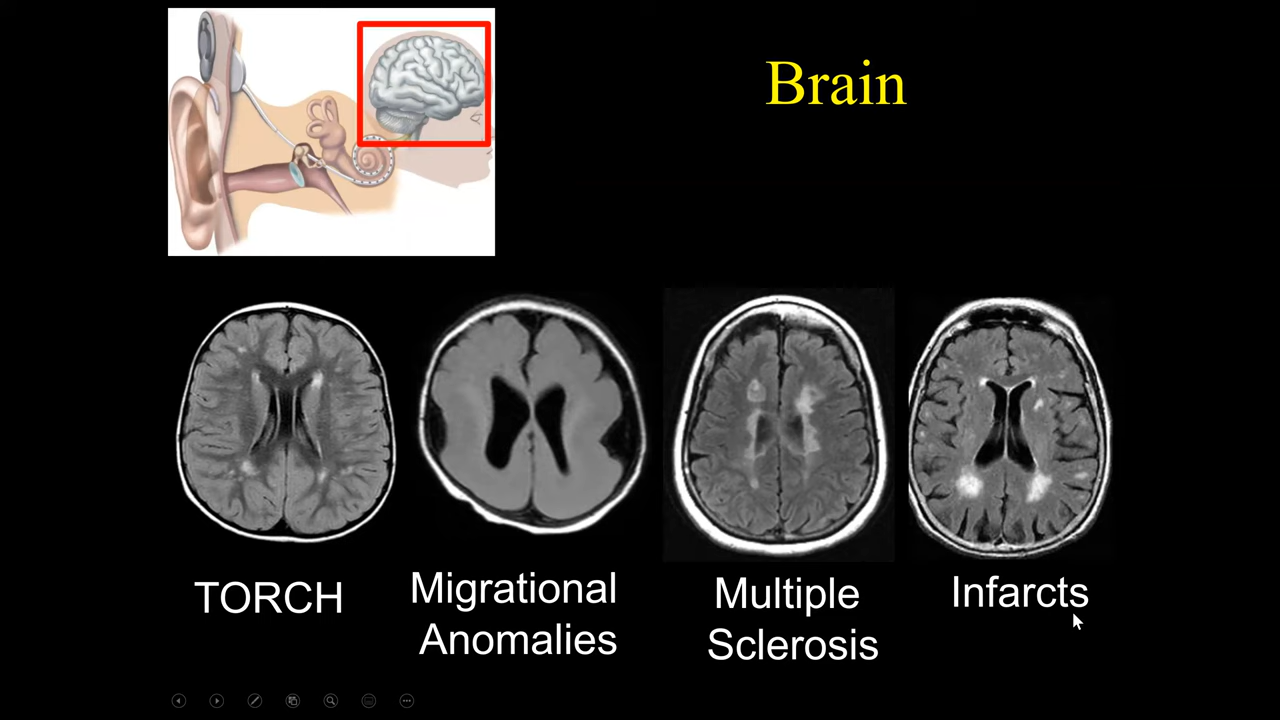 Brain
TORCH
Migrational
Anomalies
Multiple
Sclerosis
Infarcts